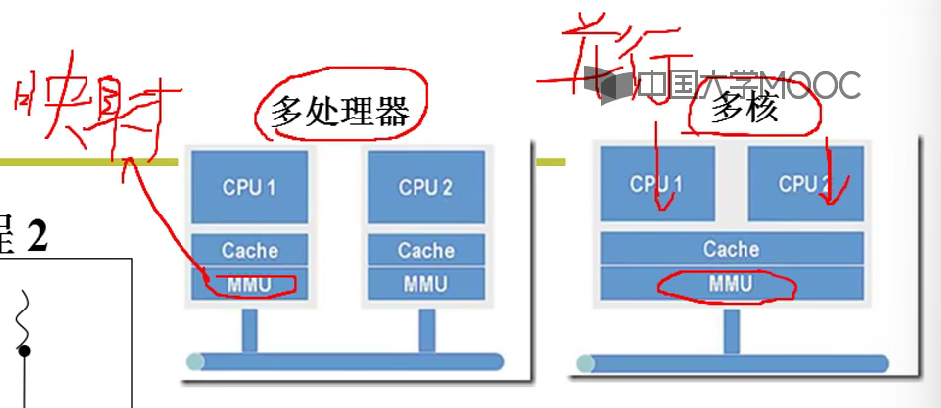 并行
映射
中国大学MOOC
多处理器
多核
CPU 1
CPU 2
CPU 1
CPU 2
程 2
Cache
Cache
Cache
MMU
MMU
MMU